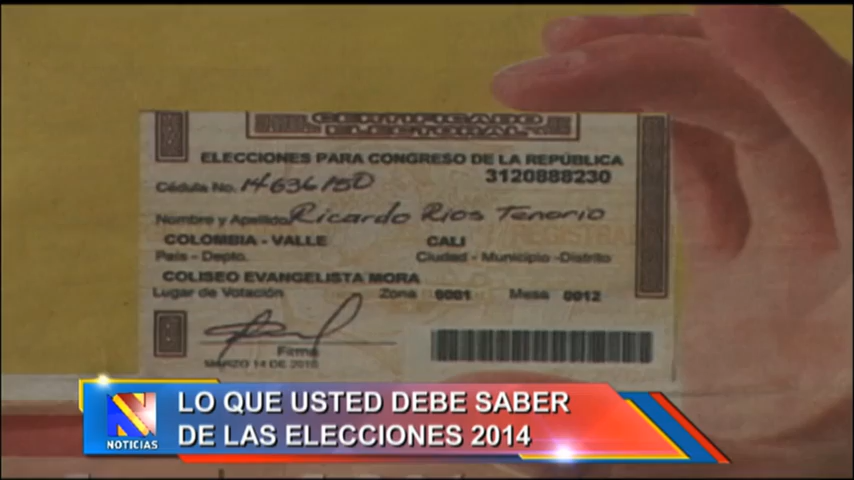 CERTIFICADO
ELECTORAL
ELECCIONES PARA CONGRESO DE LA REPÚBLICA
3120888230
Cédula No. 14636150
Nombre y Apellido Ricardo Rios Tenorio
COLOMBIA - VALLE CALI
País - Depto. Ciudad - Municipio - Distrito
COLISEO EVANGELISTA MORA
Lugar de Votación Zona 0001 Mesa 0012
Firma
MARZO 14 DE 2010
LO QUE USTED DEBE SABER
DE LAS ELECCIONES 2014
N
NOTICIAS